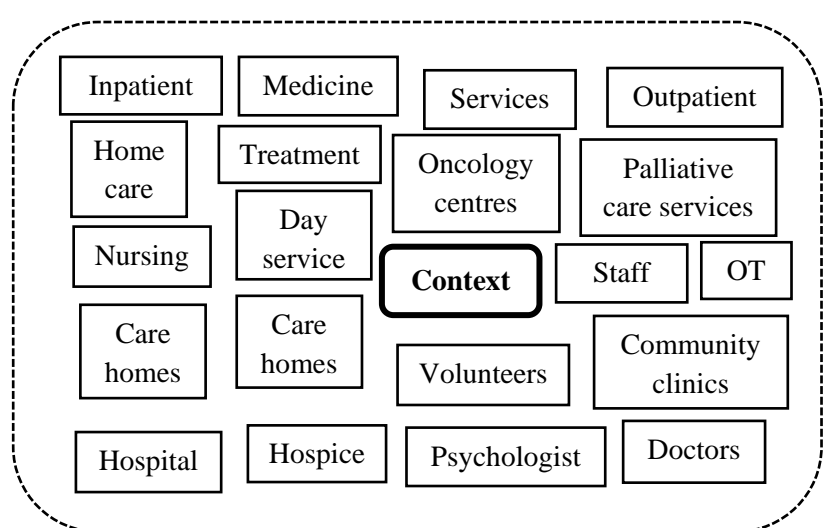 Inpatient
Medicine
Services
Outpatient
Home
care
Treatment
Oncology
centres
Palliative
care services
Nursing
Day
service
Context
Staff
OT
Care
homes
Care
homes
Volunteers
Community
clinics
Hospital
Hospice
Psychologist
Doctors